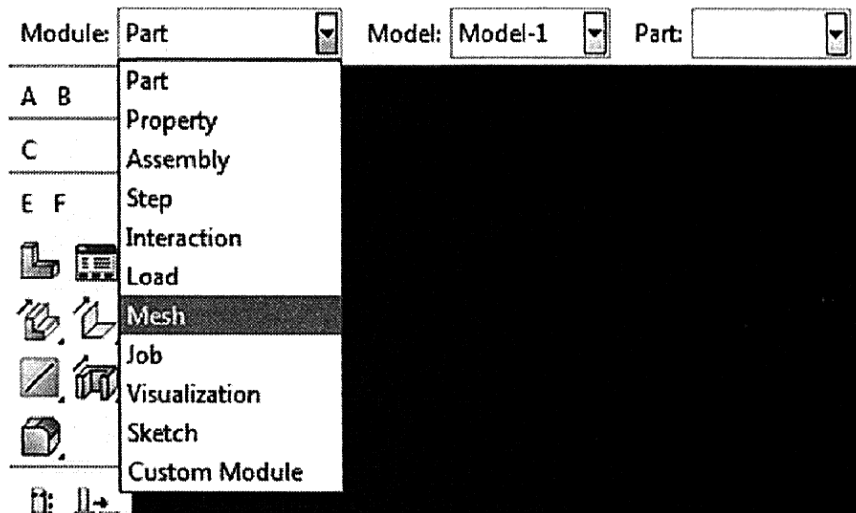 Module: Part Model: Model-1 Part:
Part
A B
Property
C
Assembly
Step
E F
Interaction
Load
Mesh
Job
Visualization
Sketch
Custom Module